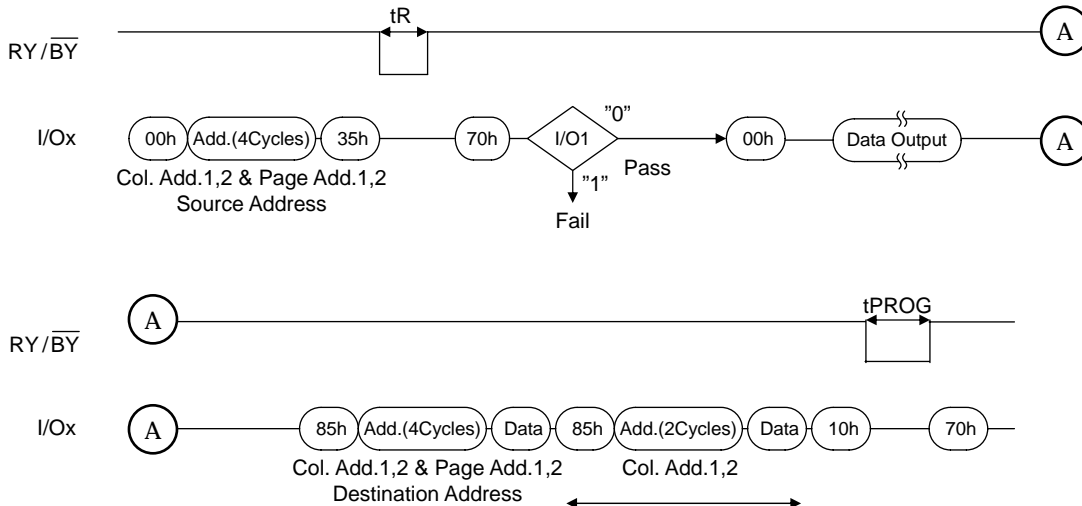 tR
RY/BY A
I/Ox 00h Add.(4Cycles) 35h 70h I/O1 "0" Pass 00h Data Output A
"1"
Fail
Col. Add.1,2 & Page Add.1,2
Source Address
A tPROG
RY/BY
I/Ox A 85h Add.(4Cycles) Data 85h Add.(2Cycles) Data 10h 70h
Col. Add.1,2 & Page Add.1,2 Col. Add.1,2
Destination Address